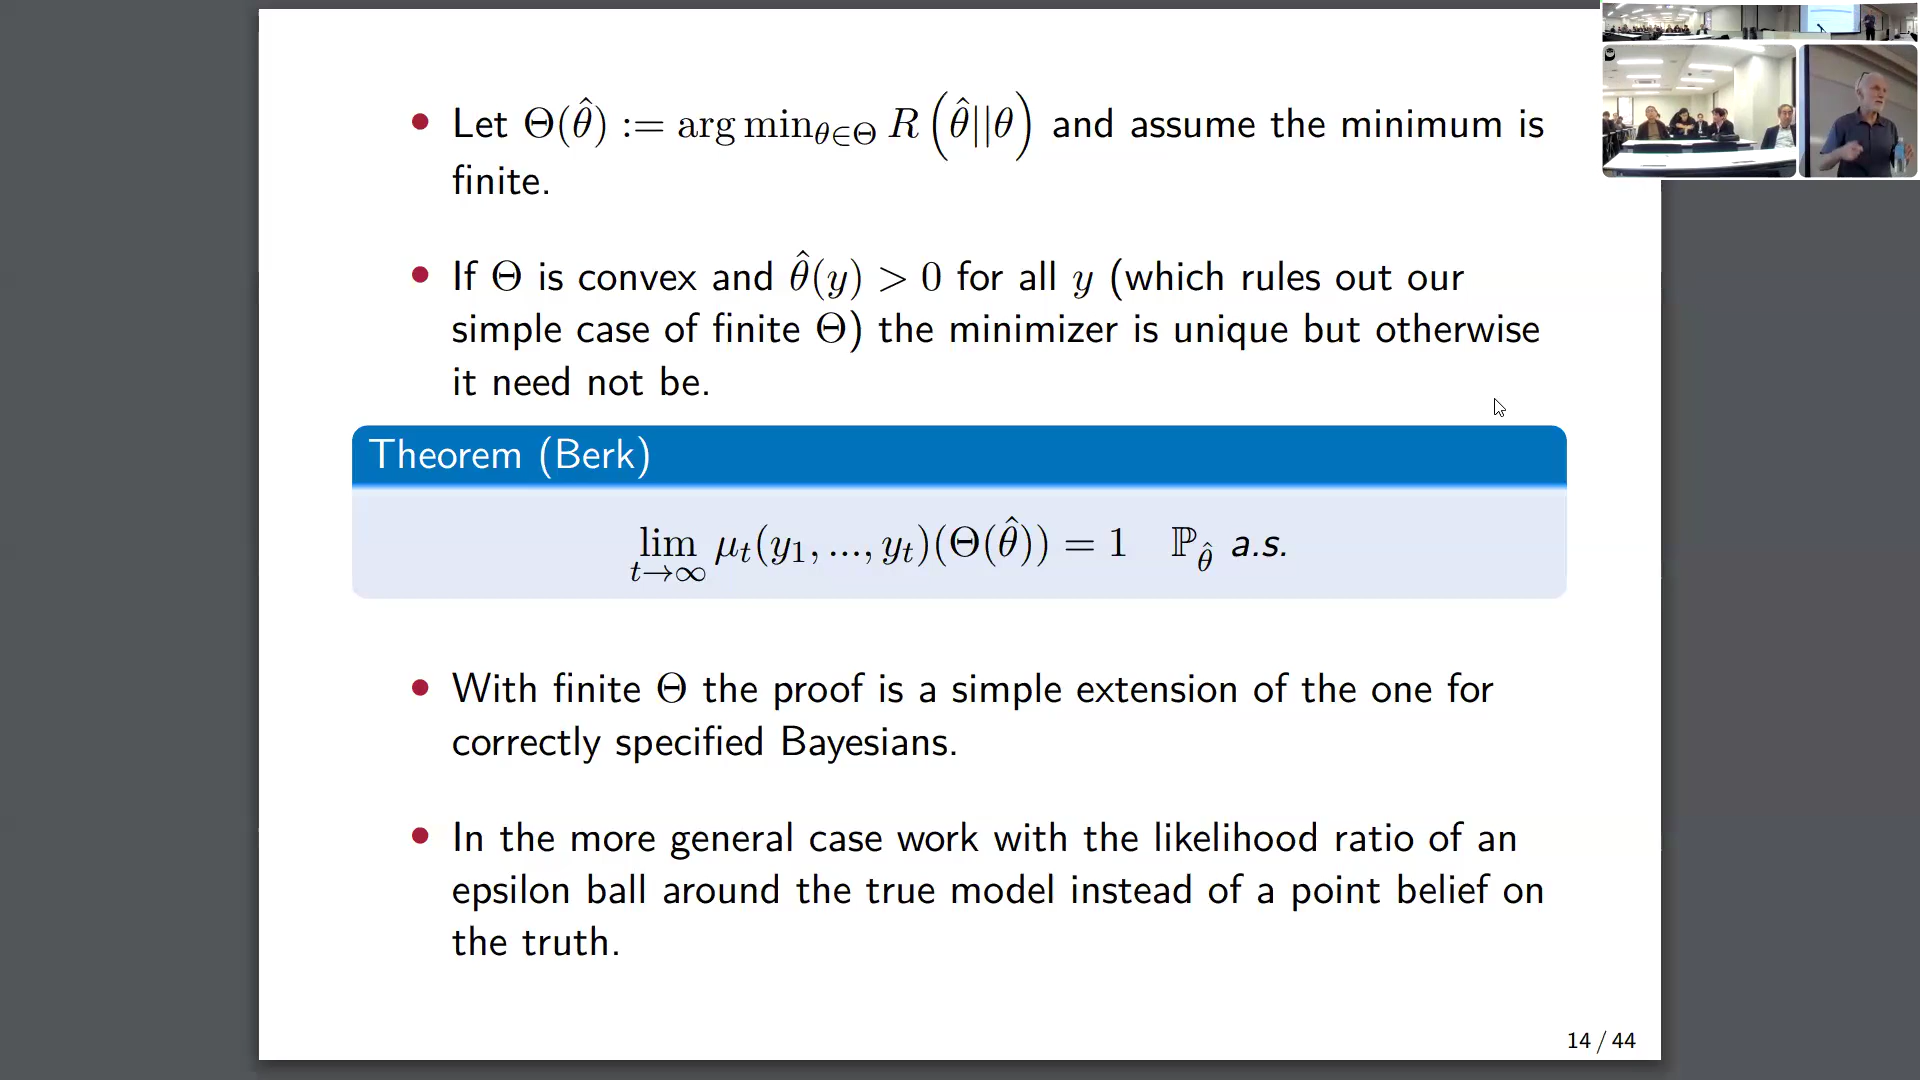 • Let Θ(θ̂) := arg min_{θ∈Θ} R(θ̂||θ) and assume the minimum is
finite.
• If Θ is convex and θ̂(y) > 0 for all y (which rules out our
simple case of finite Θ) the minimizer is unique but otherwise
it need not be.
Theorem (Berk)
lim_{t→∞} μ_t(y_1, ..., y_t)(Θ(θ̂)) = 1 ℙ_θ̂ a.s.
• With finite Θ the proof is a simple extension of the one for
correctly specified Bayesians.
• In the more general case work with the likelihood ratio of an
epsilon ball around the true model instead of a point belief on
the truth.
14 / 44